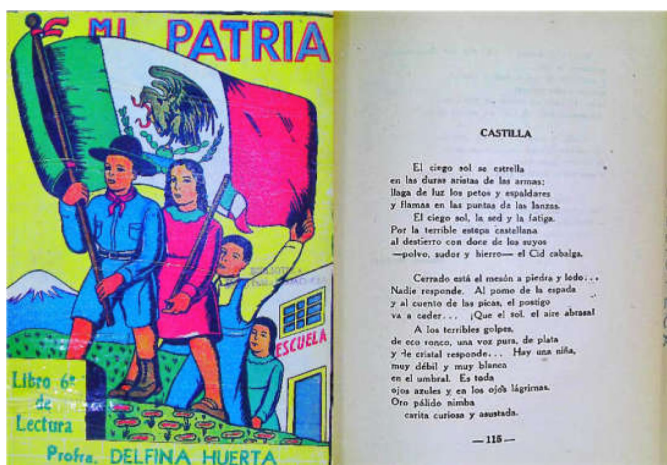 MI PATRIA
ESCUELA
Libro 6º
de
Lectura
Profra. DELFINA HUERTA
CASTILLA
El ciego sol se estrella
en las duras aristas de las armas;
llaga de luz los petos y espaldares
y flamas en las puntas de las lanzas.
El ciego sol, la sed y la fatiga.
Por la terrible estepa castellana
al destierro con doce de los suyos
—polvo, sudor y hierro— el Cid cabalga.
Cerrado está el mesón a piedra y lodo...
Nadie responde. Al pomo de la espada
y al cuento de las picas, el postigo
va a ceder... ¡Que el sol, el aire abrasa!
A los terribles golpes,
de eco ronco, una voz pura, de plata
y de cristal responde... Hay una niña,
muy débil y muy blanca
en el umbral. Es toda
ojos azules y en los ojos lágrimas.
Oro pálido nimba
carita curiosa y asustada.
—115—